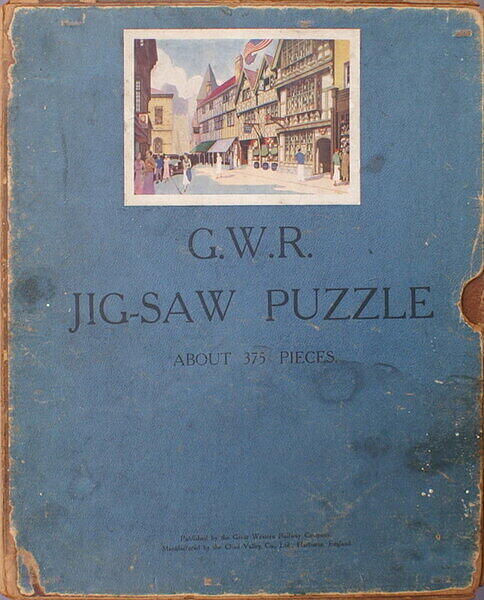 G.W.R.
JIG-SAW PUZZLE
ABOUT 375 PIECES.
Published by the Great Western Railway Company.
Manufactured by the Chad Valley Co., Ltd., Harborne, England.